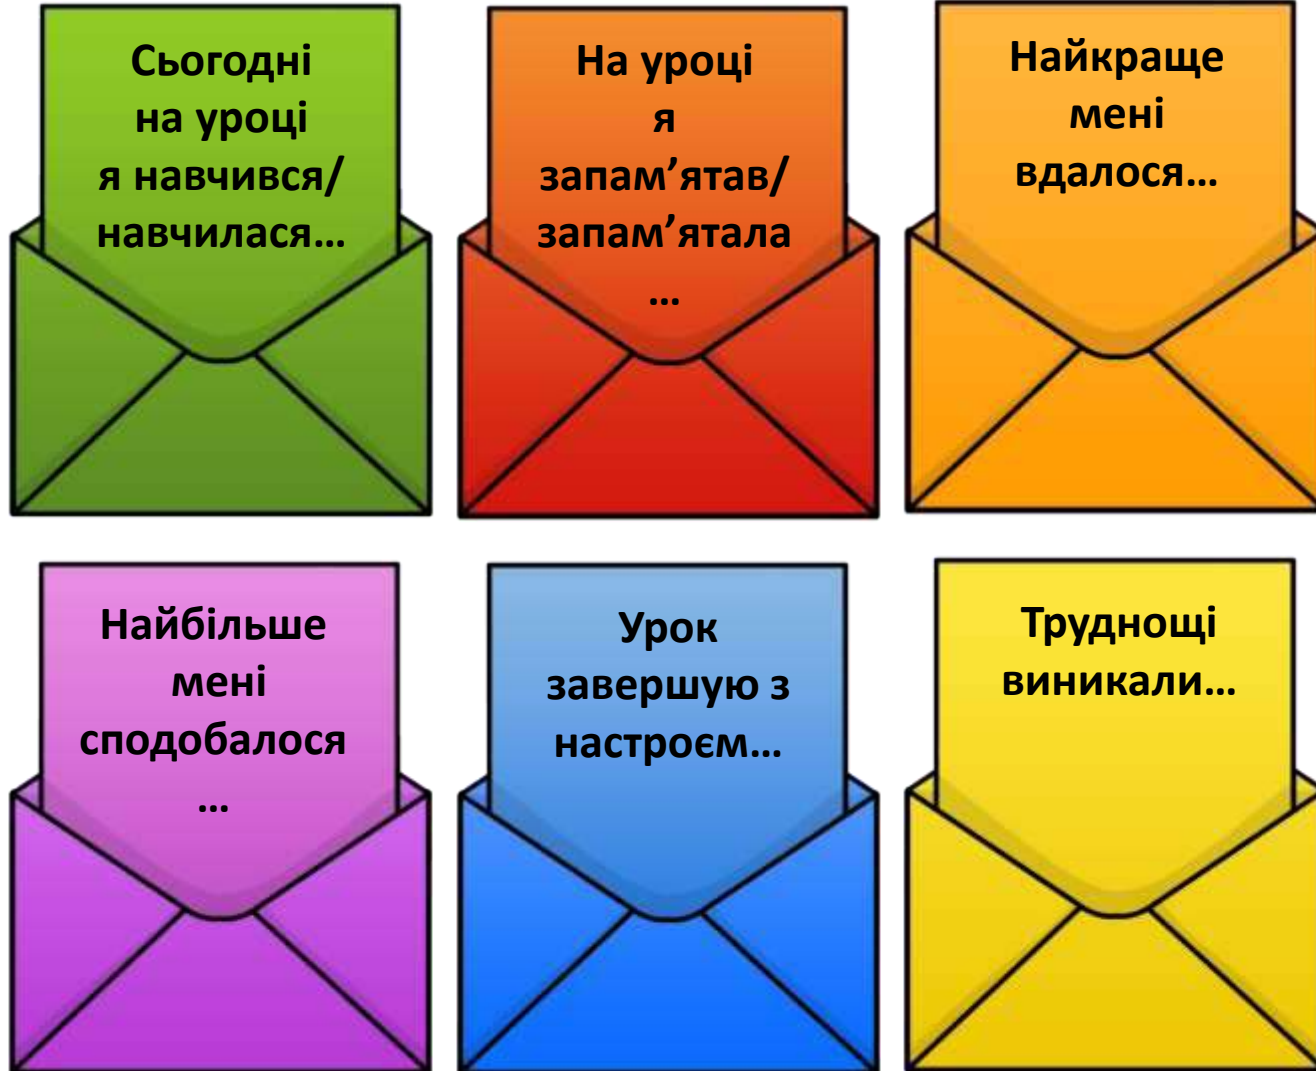 Сьогодні
на уроці
я навчився/
навчилася…
На уроці
я
запам’ятав/
запам’ятала
…
Найкраще
мені
вдалося…
Найбільше
мені
сподобалося
…
Урок
завершую з
настроєм…
Труднощі
виникали…